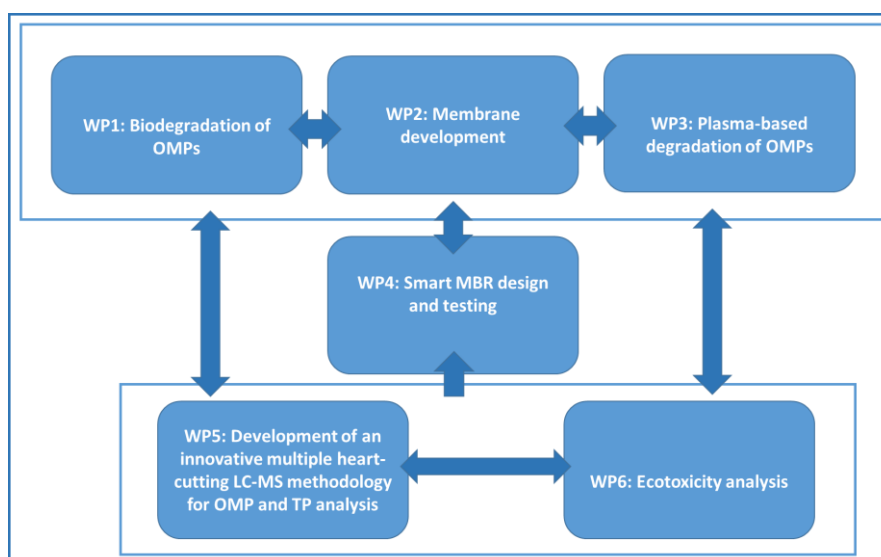 WP1: Biodegradation of
OMPs
WP2: Membrane
development
WP3: Plasma-based
degradation of OMPs
WP4: Smart MBR design
and testing
WP5: Development of an
innovative multiple heart-
cutting LC-MS methodology
for OMP and TP analysis
WP6: Ecotoxicity analysis